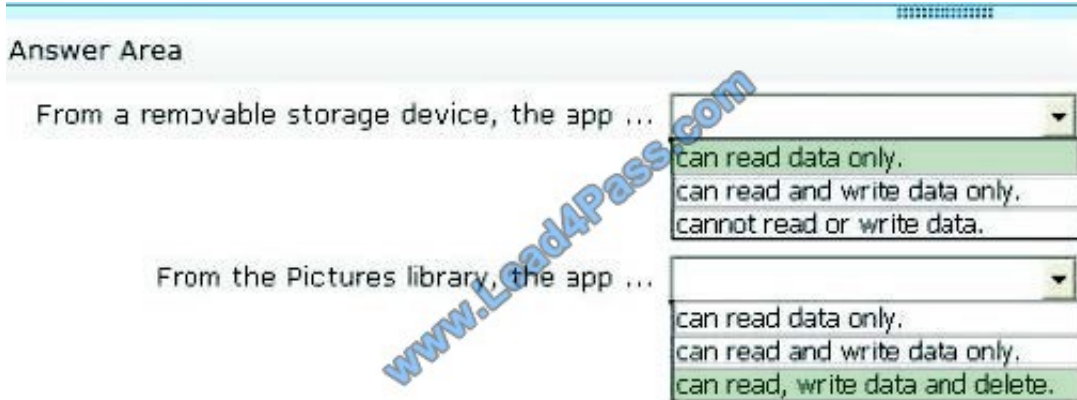 Answer Area
From a removable storage device, the app ...
can read data only.
can read and write data only.
cannot read or write data.
From the Pictures library, the app ...
can read data only.
can read and write data only.
can read, write data and delete.
www.Lead4Pass.com